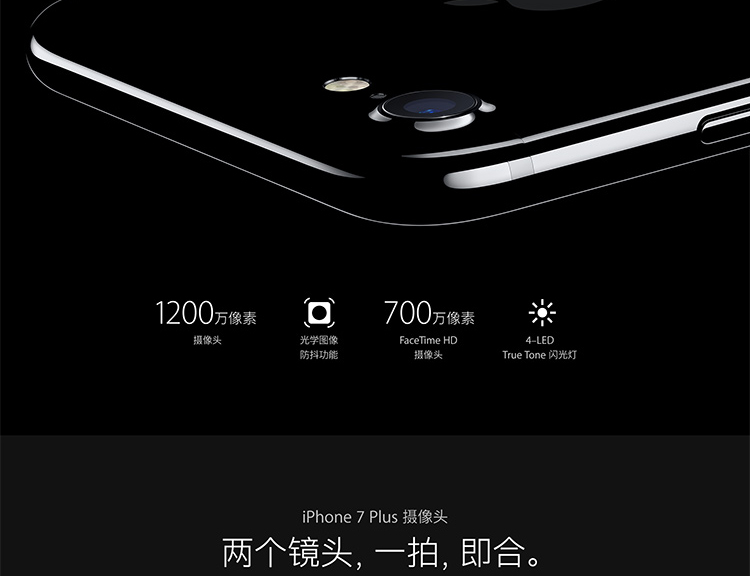 1200万像素
摄像头
光学图像
防抖功能
700万像素
FaceTime HD
摄像头
4-LED
True Tone 闪光灯
iPhone 7 Plus 摄像头
两个镜头, 一拍, 即合。